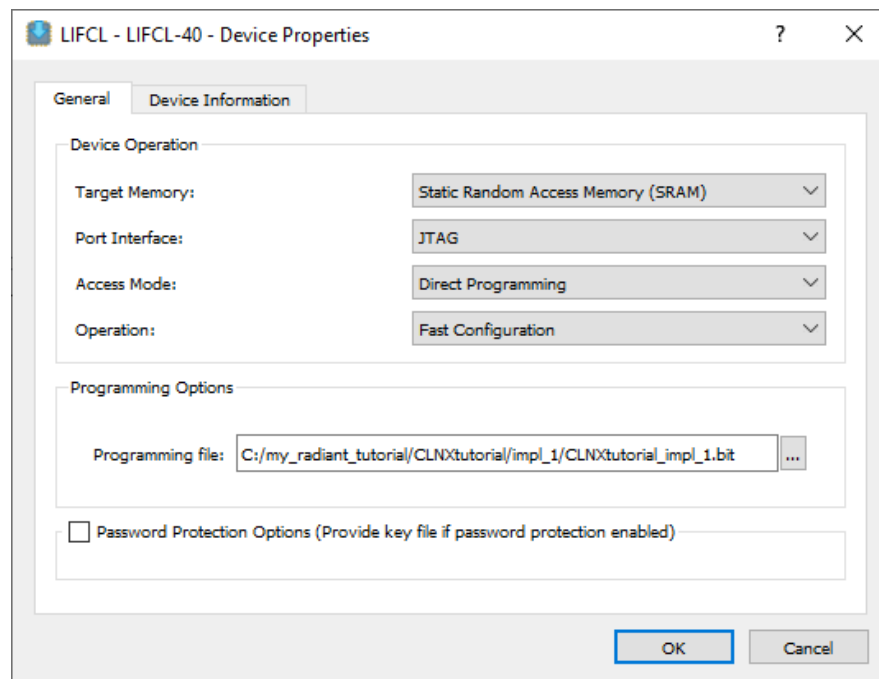 LIFCL - LIFCL-40 - Device Properties ?
General Device Information
Device Operation
Target Memory: Static Random Access Memory (SRAM)
Port Interface: JTAG
Access Mode: Direct Programming
Operation: Fast Configuration
Programming Options
Programming file: C:/my_radiant_tutorial/CLNXtutorial/impl_1/CLNXtutorial_impl_1.bit ...
Password Protection Options (Provide key file if password protection enabled)
OK Cancel